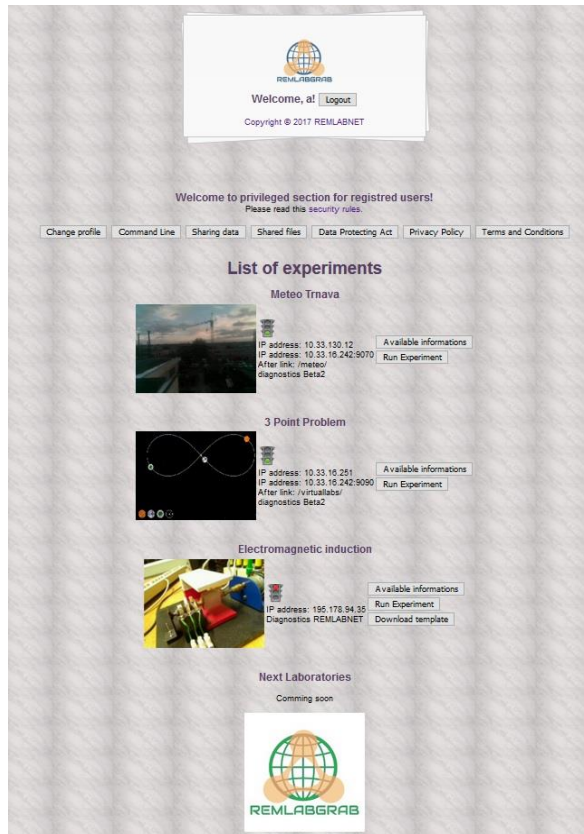 REMLABGRAB
Welcome, a! Logout
Copyright © 2017 REMLABNET
Welcome to privileged section for registred users!
Please read this security rules.
Change profile Command Line Sharing data Shared files Data Protecting Act Privacy Policy Terms and Conditions
List of experiments
Meteo Trnava
IP address: 10.33.130.12
IP address: 10.33.16.242:9070
After link: /meteo/
diagnostics Beta2
Available informations
Run Experiment
3 Point Problem
IP address: 10.33.16.251
IP address: 10.33.16.242:9090
After link: /virtuallabs/
diagnostics Beta2
Available informations
Run Experiment
Electromagnetic induction
IP address: 195.178.94.35
Diagnostics REMLABNET
Available informations
Run Experiment
Download template
Next Laboratories
Comming soon
REMLABGRAB